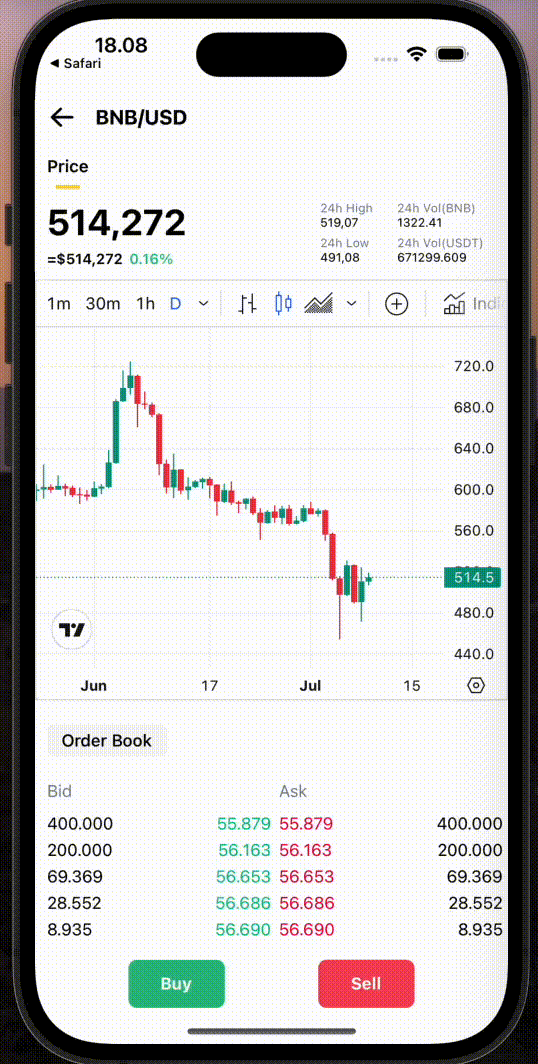 18.08
◀ Safari
BNB/USD
Price
514,272
=$514,272 0.16%
24h High 24h Vol(BNB)
519,07 1322.41
24h Low 24h Vol(USDT)
491,08 671299.609
1m 30m 1h D Indi
720.0
680.0
640.0
600.0
560.0
514.5
480.0
440.0
Jun 17 Jul 15
Order Book
Bid Ask
400.000 55.879 55.879 400.000
200.000 56.163 56.163 200.000
69.369 56.653 56.653 69.369
28.552 56.686 56.686 28.552
8.935 56.690 56.690 8.935
Buy Sell